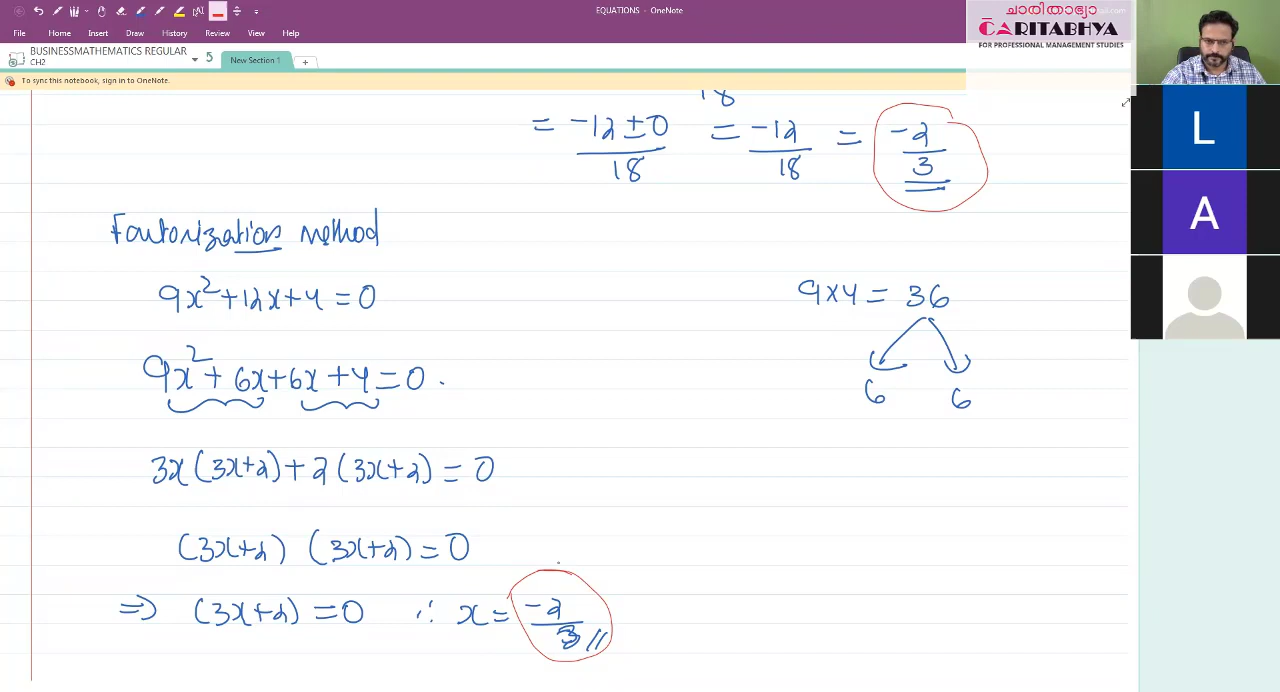 EQUATIONS - OneNote
File Home Insert Draw History Review View Help
ചാരിതാഭ്യാ
CARITABHYA
FOR PROFESSIONAL MANAGEMENT STUDIES
BUSINESSMATHEMATICS REGULAR
CH2
New Section 1
+
To sync this notebook, sign in to OneNote.
18
= -12 ± 0 / 18 = -12 / 18 = -2 / 3
Factorization method
9x² + 12x + 4 = 0
9 x 4 = 36
9x² + 6x + 6x + 4 = 0 .
6 6
3x (3x+2) + 2 (3x+2) = 0
(3x+2) (3x+2) = 0
⇒ (3x+2) = 0 ∴ x = -2 / 3 //
L
A